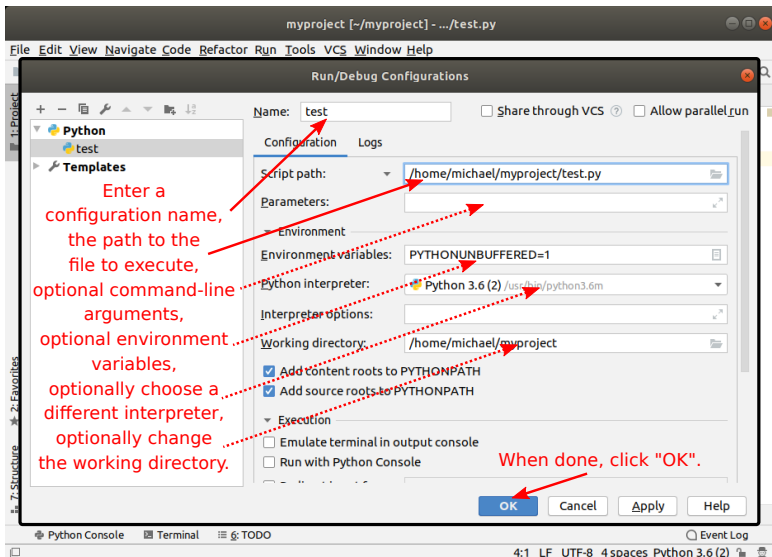 myproject [~/myproject] - .../test.py
File Edit View Navigate Code Refactor Run Tools VCS Window Help
Run/Debug Configurations
1: Project
Name: test Share through VCS Allow parallel run
Python
test
Templates
Configuration Logs
Script path: /home/michael/myproject/test.py
Parameters:
Environment
Environment variables: PYTHONUNBUFFERED=1
Python interpreter: Python 3.6 (2) /usr/bin/python3.6m
Interpreter options:
Working directory: /home/michael/myproject
Add content roots to PYTHONPATH
Add source roots to PYTHONPATH
Execution
Emulate terminal in output console
Run with Python Console
Enter a
configuration name,
the path to the
file to execute,
optional command-line
arguments,
optional environment
variables,
optionally choose a
different interpreter,
optionally change
the working directory.
When done, click "OK".
2: Favorites
7: Structure
OK Cancel Apply Help
Python Console Terminal 6: TODO Event Log
4:1 LF UTF-8 4 spaces Python 3.6 (2)